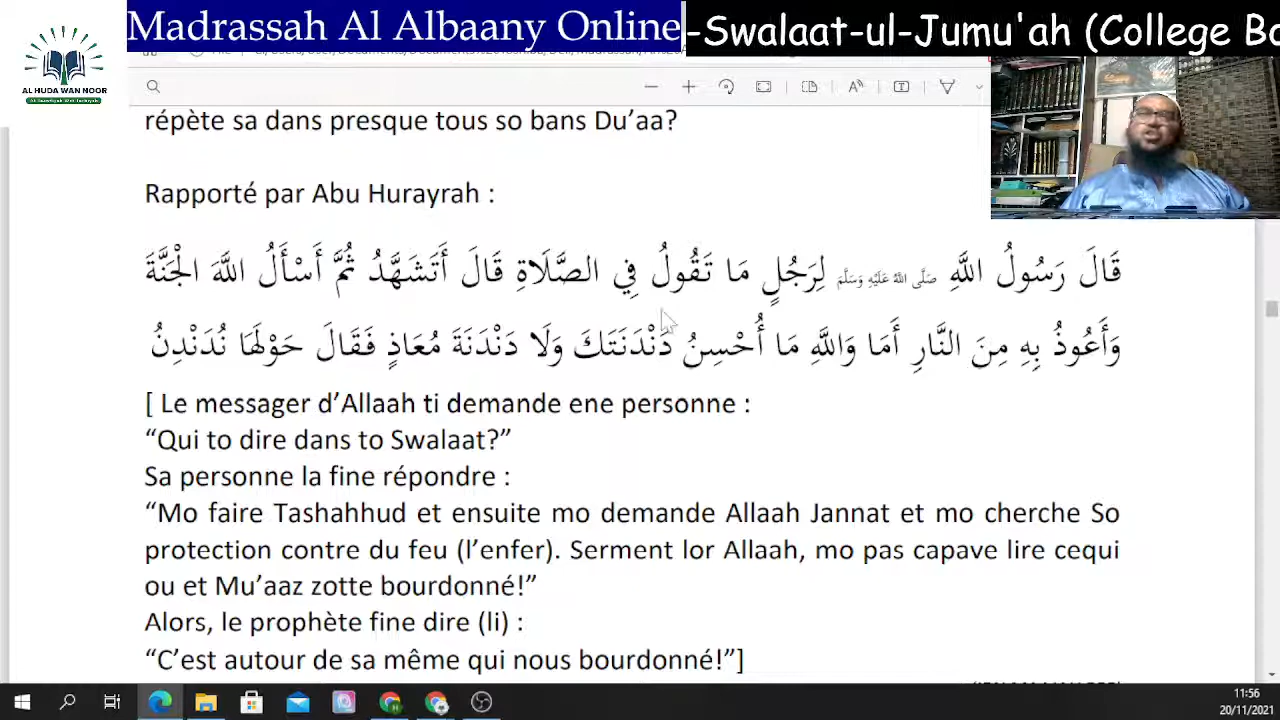 Madrassah Al Albaany Online
-Swalaat-ul-Jumu'ah (College Bo
AL HUDA WAN NOOR
répète sa dans presque tous so bans Du’aa?
Rapporté par Abu Hurayrah :
قَالَ رَسُولُ اللَّهِ صَلَّى اللَّهُ عَلَيْهِ وَسَلَّمَ لِرَجُلٍ مَا تَقُولُ فِي الصَّلَاةِ قَالَ أَتَشَهَّدُ ثُمَّ أَسْأَلُ اللَّهَ الْجَنَّةَ
وَأَعُوذُ بِهِ مِنَ النَّارِ أَمَا وَاللَّهِ مَا أُحْسِنُ دَنْدَنَتَكَ وَلَا دَنْدَنَةَ مُعَاذٍ فَقَالَ حَوْلَهَا نُدَنْدِنُ
[ Le messager d’Allaah ti demande ene personne :
“Qui to dire dans to Swalaat?”
Sa personne la fine répondre :
“Mo faire Tashahhud et ensuite mo demande Allaah Jannat et mo cherche So
protection contre du feu (l’enfer). Serment lor Allaah, mo pas capave lire cequi
ou et Mu’aaz zotte bourdonné!”
Alors, le prophète fine dire (li) :
“C’est autour de sa même qui nous bourdonné!”]
11:56
20/11/2021